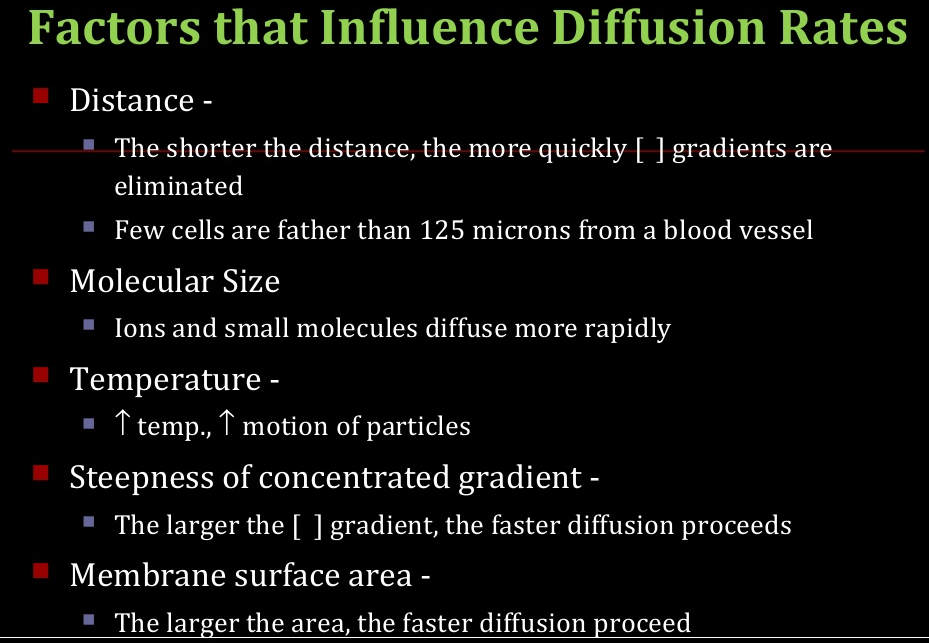 Factors that Influence Diffusion Rates
Distance -
The shorter the distance, the more quickly [ ] gradients are
eliminated
Few cells are father than 125 microns from a blood vessel
Molecular Size
Ions and small molecules diffuse more rapidly
Temperature -
↑ temp., ↑ motion of particles
Steepness of concentrated gradient -
The larger the [ ] gradient, the faster diffusion proceeds
Membrane surface area -
The larger the area, the faster diffusion proceed